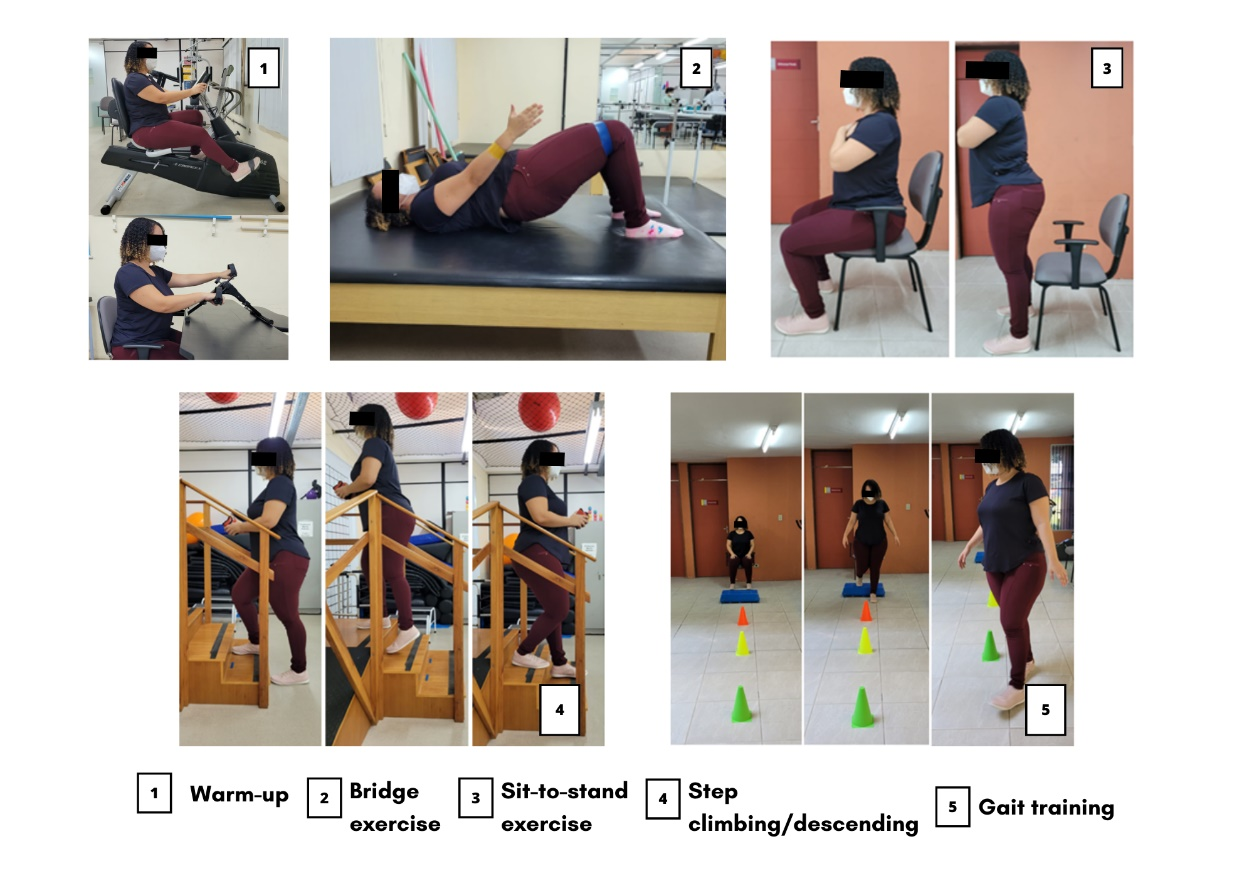 1
2
3
4
5
1 Warm-up
2 Bridge
exercise
3 Sit-to-stand
exercise
4 Step
climbing/descending
5 Gait training